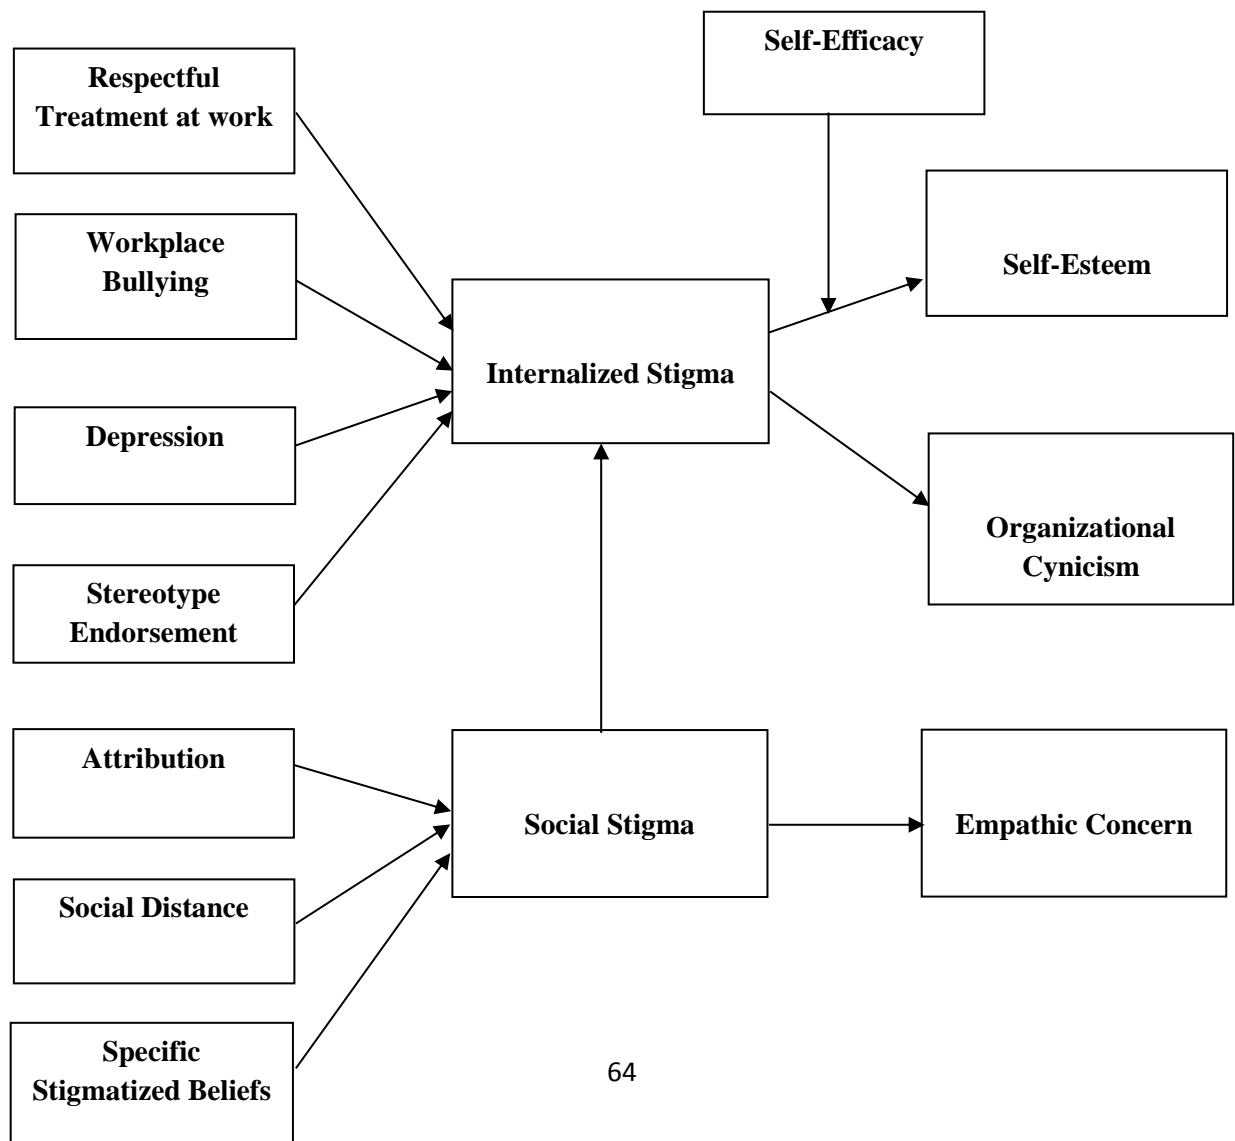 Self-Efficacy
Respectful
Treatment at work
Workplace
Bullying
Self-Esteem
Internalized Stigma
Depression
Organizational
Cynicism
Stereotype
Endorsement
Attribution
Social Stigma
Empathic Concern
Social Distance
Specific
Stigmatized Beliefs
64